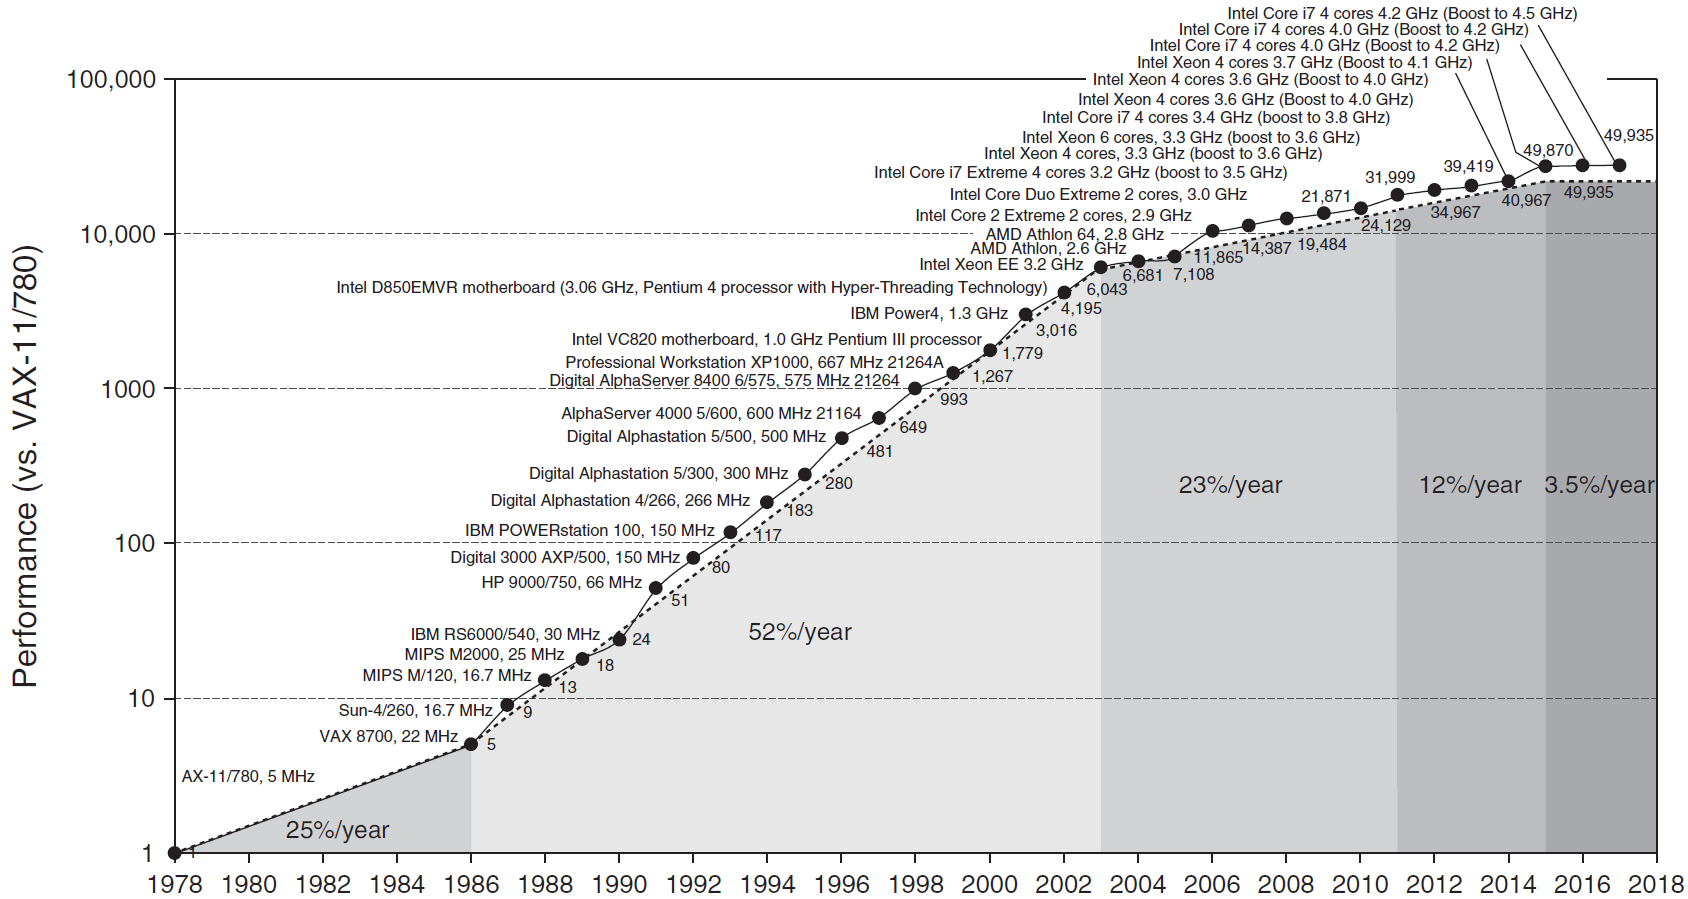 Intel Core i7 4 cores 4.2 GHz (Boost to 4.5 GHz)
Intel Core i7 4 cores 4.0 GHz (Boost to 4.2 GHz)
Intel Core i7 4 cores 4.0 GHz (Boost to 4.2 GHz)
Intel Xeon 4 cores 3.7 GHz (Boost to 4.1 GHz)
Intel Xeon 4 cores 3.6 GHz (Boost to 4.0 GHz)
Intel Xeon 4 cores 3.6 GHz (Boost to 4.0 GHz)
Intel Core i7 4 cores 3.4 GHz (boost to 3.8 GHz)
Intel Xeon 6 cores, 3.3 GHz (boost to 3.6 GHz)
Intel Xeon 4 cores, 3.3 GHz (boost to 3.6 GHz)
Intel Core i7 Extreme 4 cores 3.2 GHz (boost to 3.5 GHz)
Intel Core Duo Extreme 2 cores, 3.0 GHz
Intel Core 2 Extreme 2 cores, 2.9 GHz
AMD Athlon 64, 2.8 GHz
AMD Athlon, 2.6 GHz
Intel Xeon EE 3.2 GHz
Intel D850EMVR motherboard (3.06 GHz, Pentium 4 processor with Hyper-Threading Technology)
IBM Power4, 1.3 GHz
Intel VC820 motherboard, 1.0 GHz Pentium III processor
Professional Workstation XP1000, 667 MHz 21264A
Digital AlphaServer 8400 6/575, 575 MHz 21264
AlphaServer 4000 5/600, 600 MHz 21164
Digital Alphastation 5/500, 500 MHz
Digital Alphastation 5/300, 300 MHz
Digital Alphastation 4/266, 266 MHz
IBM POWERstation 100, 150 MHz
Digital 3000 AXP/500, 150 MHz
HP 9000/750, 66 MHz
IBM RS6000/540, 30 MHz
MIPS M2000, 25 MHz
MIPS M/120, 16.7 MHz
Sun-4/260, 16.7 MHz
VAX 8700, 22 MHz
AX-11/780, 5 MHz
Performance (vs. VAX-11/780)
100,000
10,000
1000
100
10
1
49,935
49,870
39,419
31,999
21,871
49,935
40,967
34,967
24,129
19,484
14,387
11,865
7,108
6,681
6,043
4,195
3,016
1,779
1,267
993
649
481
280
183
117
80
51
24
18
13
9
5
1
25%/year
52%/year
23%/year
12%/year
3.5%/year
1978 1980 1982 1984 1986 1988 1990 1992 1994 1996 1998 2000 2002 2004 2006 2008 2010 2012 2014 2016 2018